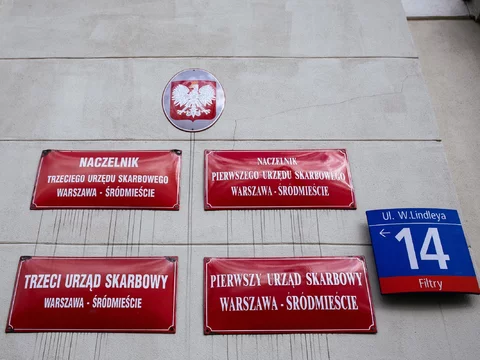 NACZELNIK
TRZECIEGO URZĘDU SKARBOWEGO
WARSZAWA - ŚRÓDMIEŚCIE
NACZELNIK
PIERWSZEGO URZĘDU SKARBOWEGO
WARSZAWA - ŚRÓDMIEŚCIE
Ul. W.Lindleya
←14
Filtry
TRZECI URZĄD SKARBOWY
WARSZAWA - ŚRÓDMIEŚCIE
PIERWSZY URZĄD SKARBOWY
WARSZAWA - ŚRÓDMIEŚCIE